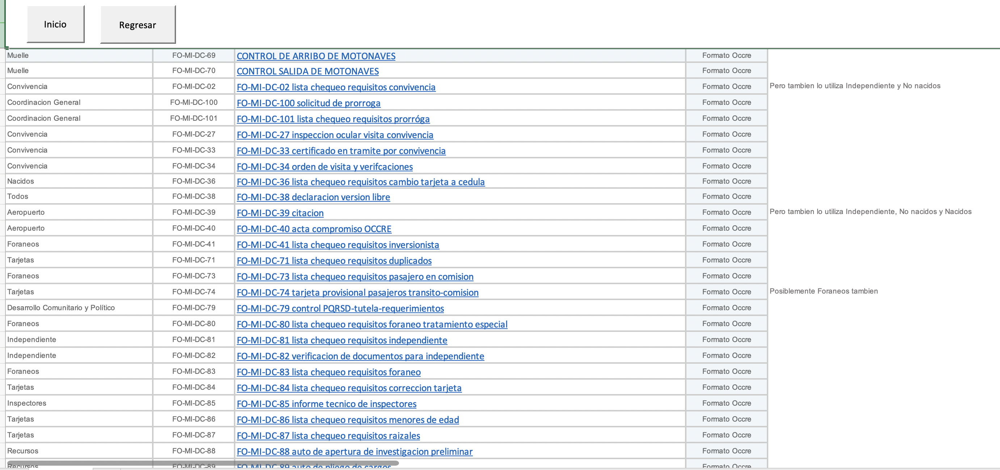 Inicio
Regresar
Muelle FO-MI-DC-69 CONTROL DE ARRIBO DE MOTONAVES Formato Occre
Muelle FO-MI-DC-70 CONTROL SALIDA DE MOTONAVES Formato Occre
Convivencia FO-MI-DC-02 FO-MI-DC-02 lista chequeo requisitos convivencia Formato Occre Pero tambien lo utiliza Independiente y No nacidos
Coordinacion General FO-MI-DC-100 FO-MI-DC-100 solicitud de prorroga Formato Occre
Coordinacion General FO-MI-DC-101 FO-MI-DC-101 lista chequeo requisitos prorróga Formato Occre
Convivencia FO-MI-DC-27 FO-MI-DC-27 inspeccion ocular visita convivencia Formato Occre
Convivencia FO-MI-DC-33 FO-MI-DC-33 certificado en tramite por convivencia Formato Occre
Convivencia FO-MI-DC-34 FO-MI-DC-34 orden de visita y verifcaciones Formato Occre
Nacidos FO-MI-DC-36 FO-MI-DC-36 lista chequeo requisitos cambio tarjeta a cedula Formato Occre
Todos FO-MI-DC-38 FO-MI-DC-38 declaracion version libre Formato Occre
Aeropuerto FO-MI-DC-39 FO-MI-DC-39 citacion Formato Occre Pero tambien lo utiliza Independiente, No nacidos y Nacidos
Aeropuerto FO-MI-DC-40 FO-MI-DC-40 acta compromiso OCCRE Formato Occre
Foraneos FO-MI-DC-41 FO-MI-DC-41 lista chequeo requisitos inversionista Formato Occre
Tarjetas FO-MI-DC-71 FO-MI-DC-71 lista chequeo requisitos duplicados Formato Occre
Foraneos FO-MI-DC-73 FO-MI-DC-73 lista chequeo requisitos pasajero en comision Formato Occre
Tarjetas FO-MI-DC-74 FO-MI-DC-74 tarjeta provisional pasajeros transito-comision Formato Occre Posiblemente Foraneos tambien
Desarrollo Comunitario y Político FO-MI-DC-79 FO-MI-DC-79 control PQRSD-tutela-requerimientos Formato Occre
Foraneos FO-MI-DC-80 FO-MI-DC-80 lista chequeo requisitos foraneo tratamiento especial Formato Occre
Independiente FO-MI-DC-81 FO-MI-DC-81 lista chequeo requisitos independiente Formato Occre
Independiente FO-MI-DC-82 FO-MI-DC-82 verificacion de documentos para independiente Formato Occre
Foraneos FO-MI-DC-83 FO-MI-DC-83 lista chequeo requisitos foraneo Formato Occre
Tarjetas FO-MI-DC-84 FO-MI-DC-84 lista chequeo requisitos correccion tarjeta Formato Occre
Inspectores FO-MI-DC-85 FO-MI-DC-85 informe tecnico de inspectores Formato Occre
Tarjetas FO-MI-DC-86 FO-MI-DC-86 lista chequeo requisitos menores de edad Formato Occre
Tarjetas FO-MI-DC-87 FO-MI-DC-87 lista chequeo requisitos raizales Formato Occre
Recursos FO-MI-DC-88 FO-MI-DC-88 auto de apertura de investigacion preliminar Formato Occre
Recursos FO-MI-DC-89 FO-MI-DC-89 auto de pliego de cargos Formato Occre